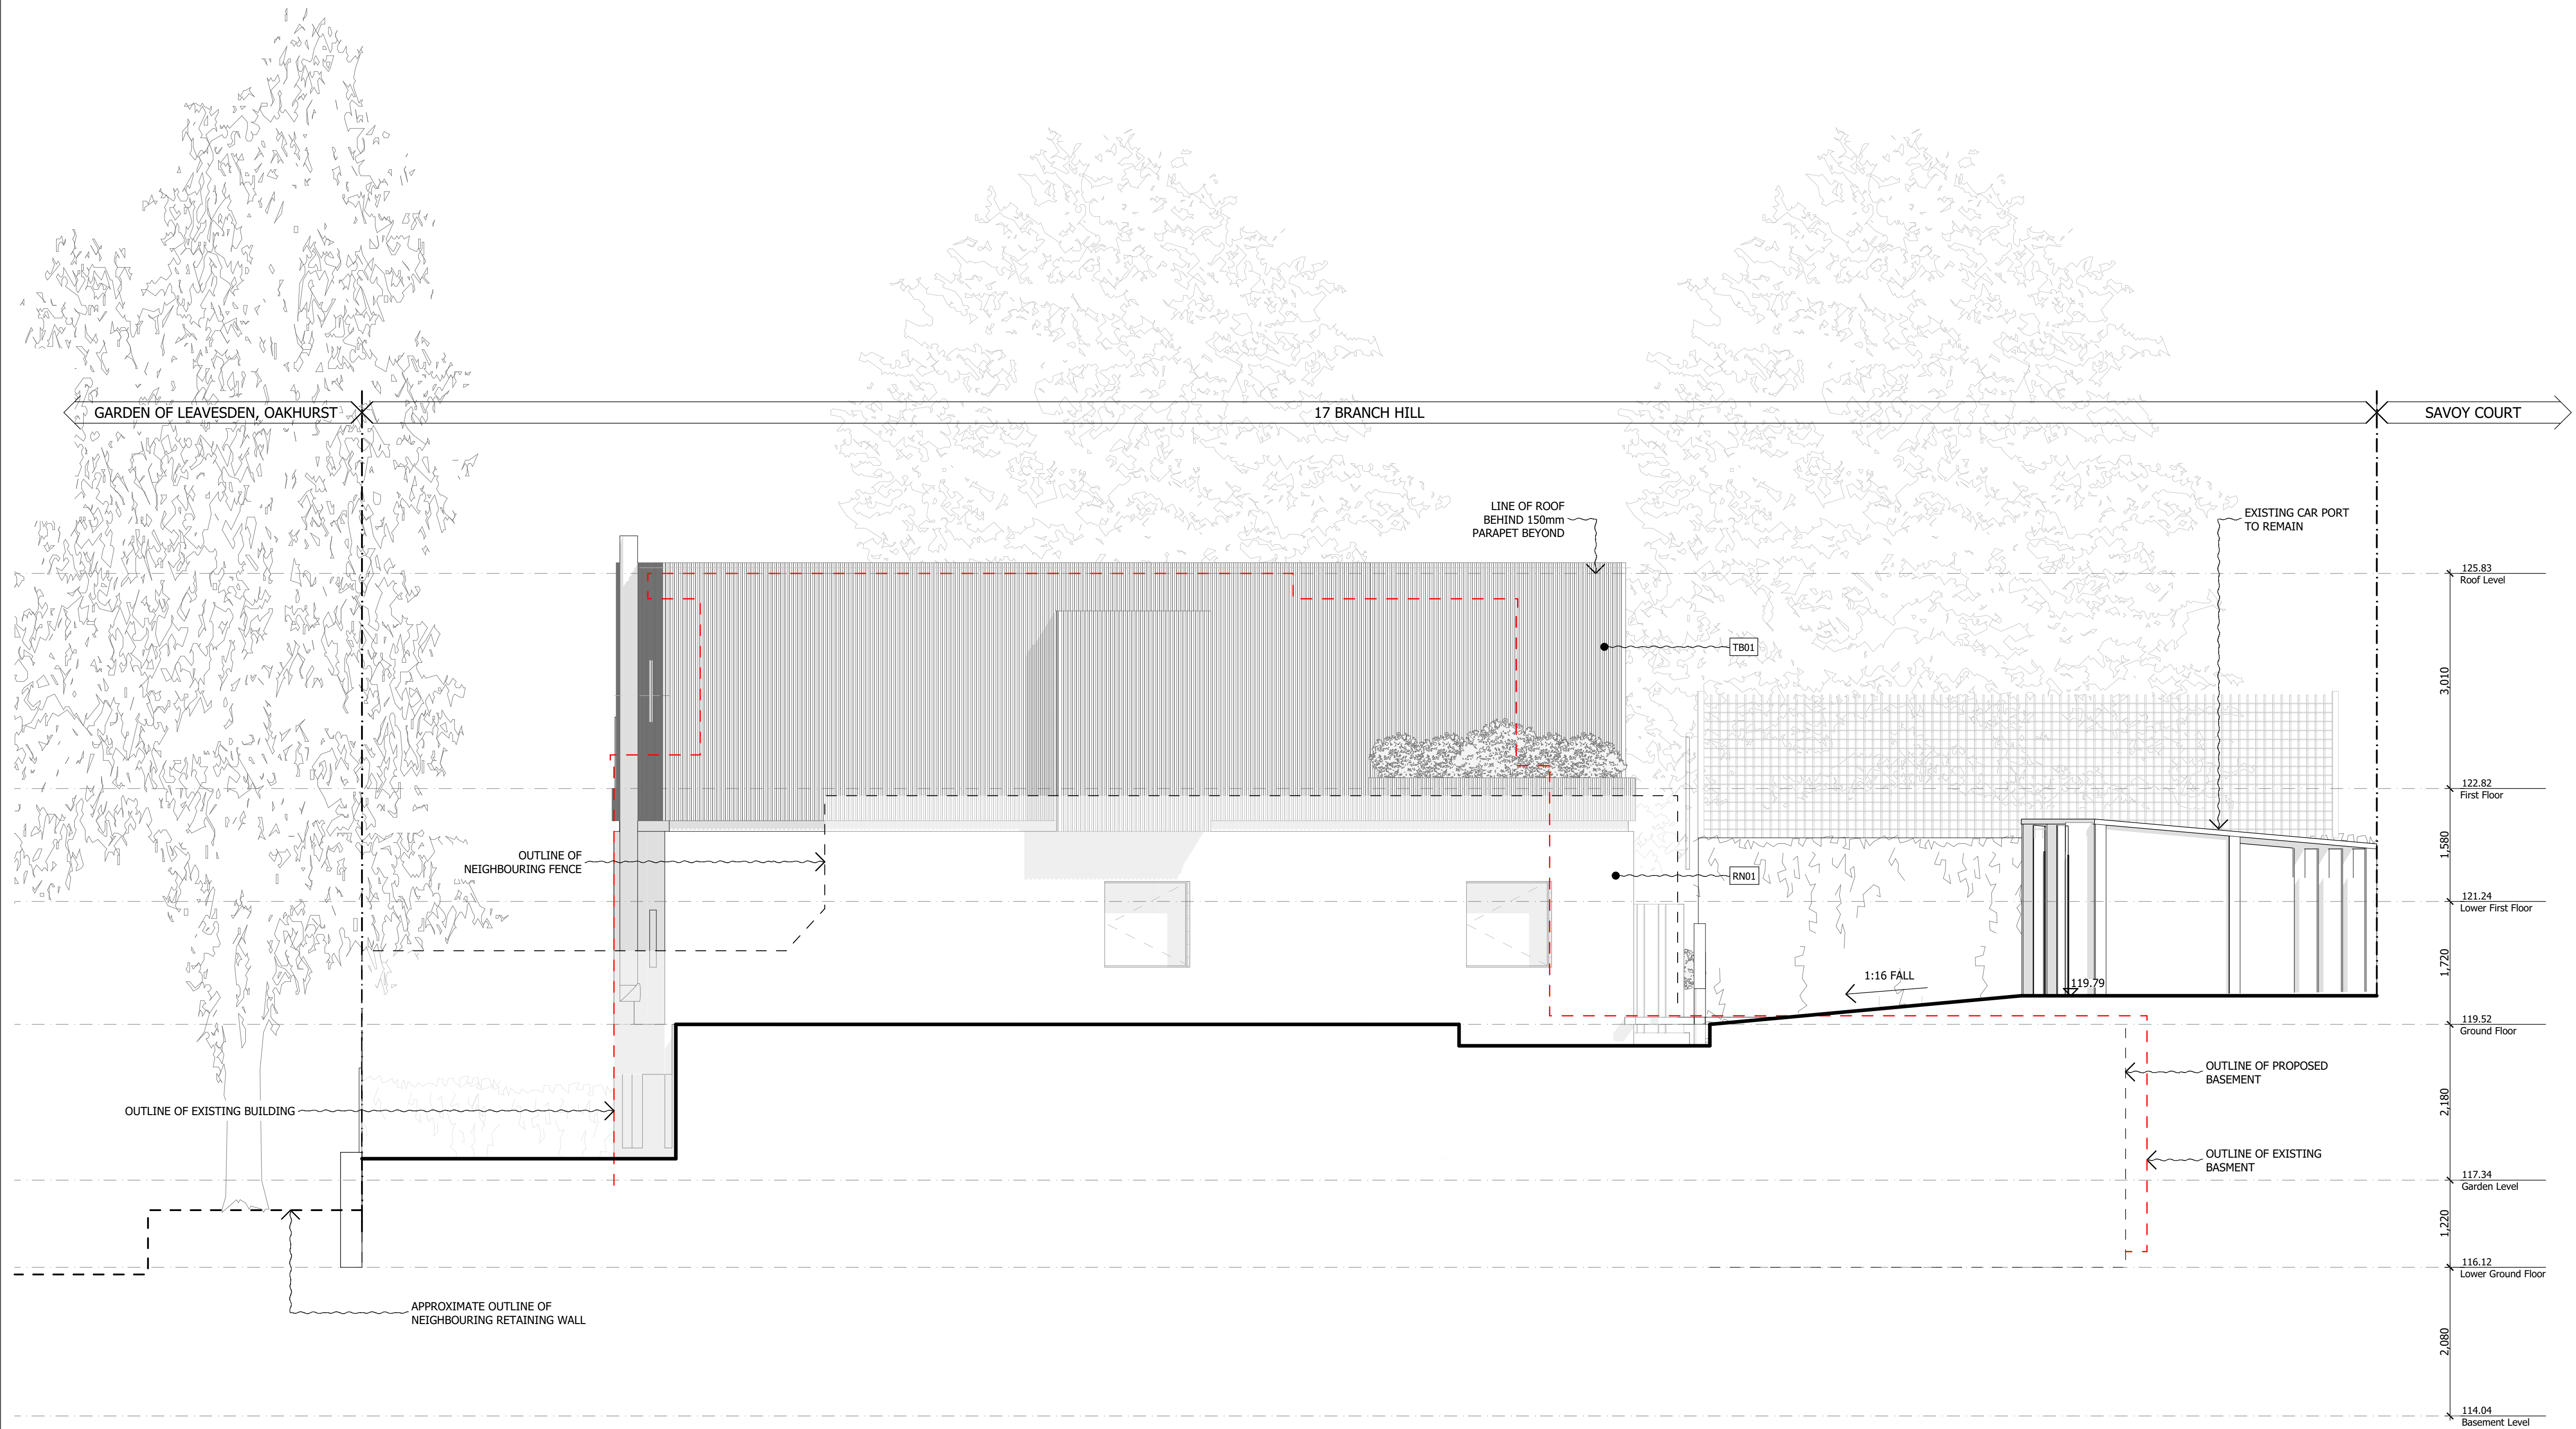 GARDEN OF LEAVESDEN, OAKHURST
17 BRANCH HILL
SAVOY COURT
LINE OF ROOF
BEHIND 150mm
PARAPET BEYOND
EXISTING CAR PORT
TO REMAIN
125.83
Roof Level
TB01
3,010
122.82
First Floor
OUTLINE OF
NEIGHBOURING FENCE
1,580
RN01
121.24
Lower First Floor
1,720
1:16 FALL
119.79
119.52
Ground Floor
OUTLINE OF PROPOSED
BASEMENT
2,180
OUTLINE OF EXISTING BUILDING
OUTLINE OF EXISTING
BASMENT
117.34
Garden Level
1,220
116.12
Lower Ground Floor
APPROXIMATE OUTLINE OF
NEIGHBOURING RETAINING WALL
2,080
114.04
Basement Level